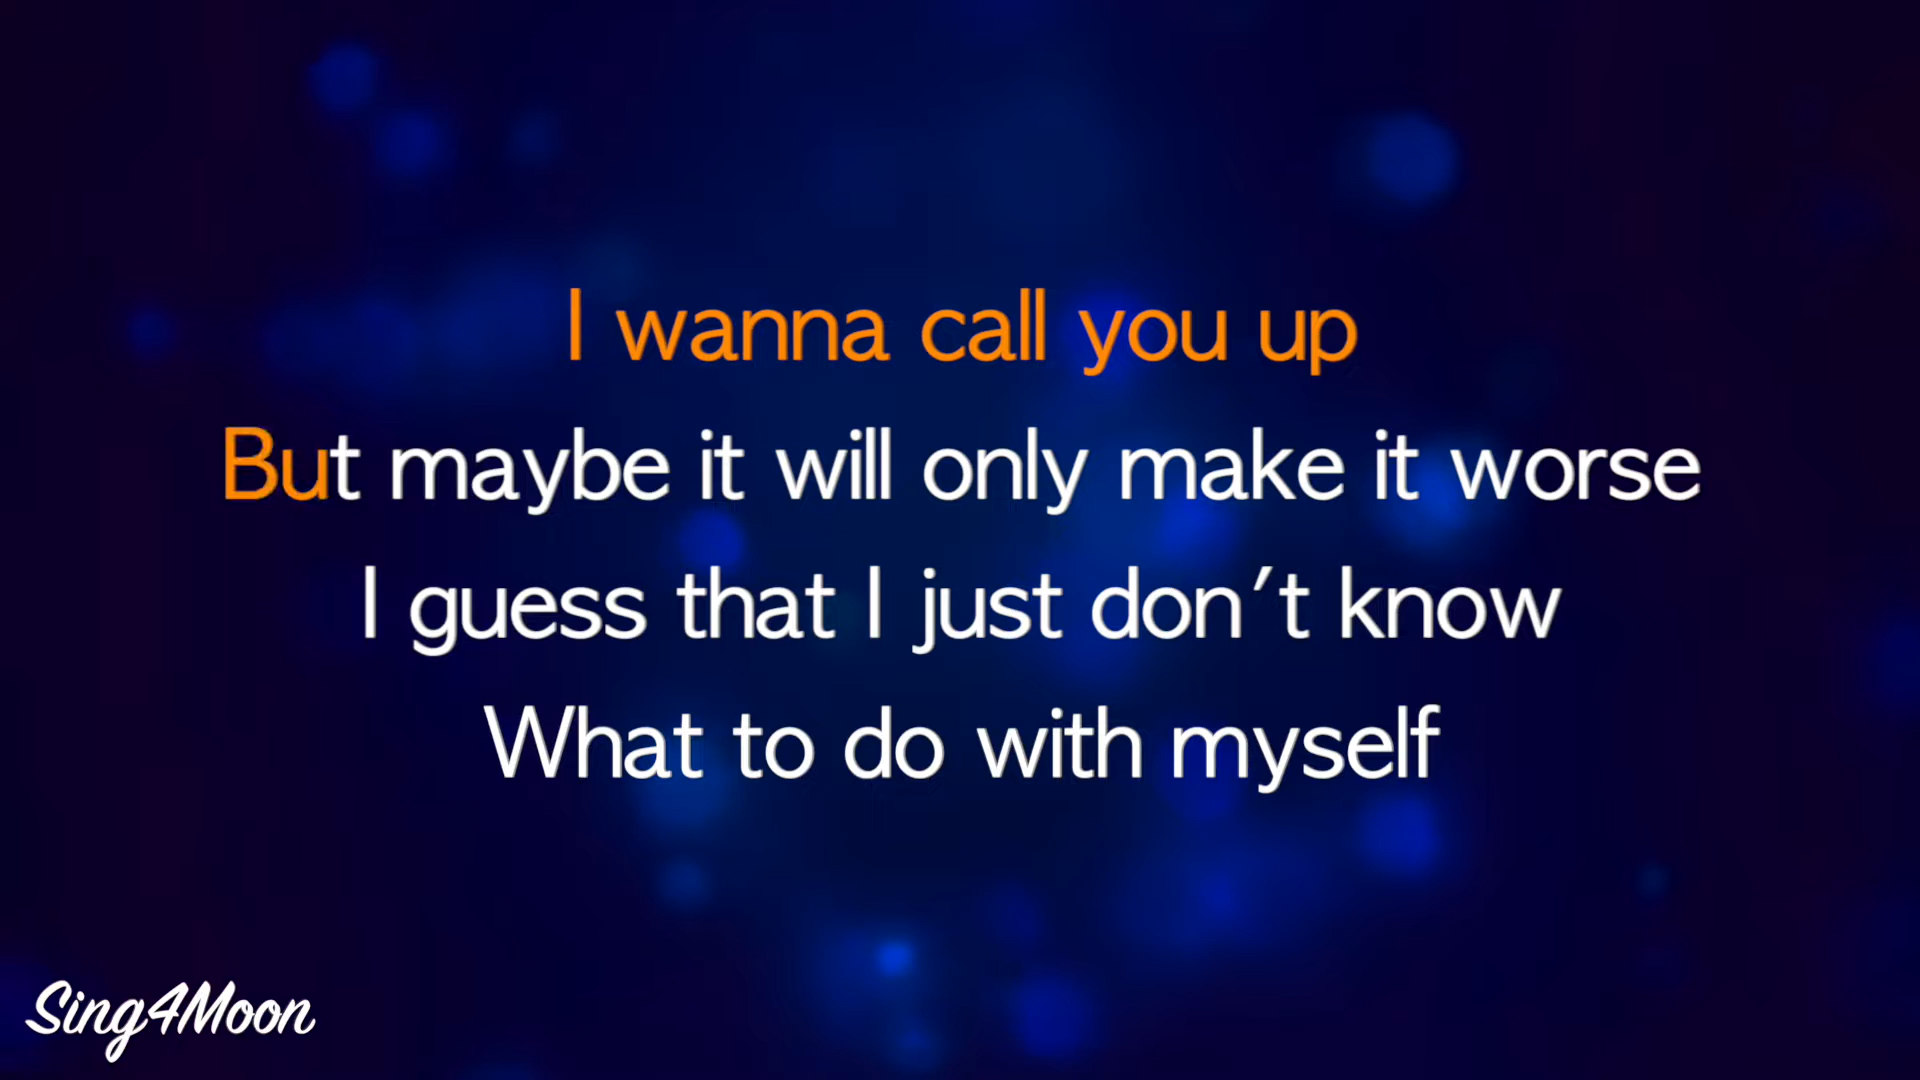 I wanna call you up
But maybe it will only make it worse
I guess that I just don't know
What to do with myself
Sing4Moon